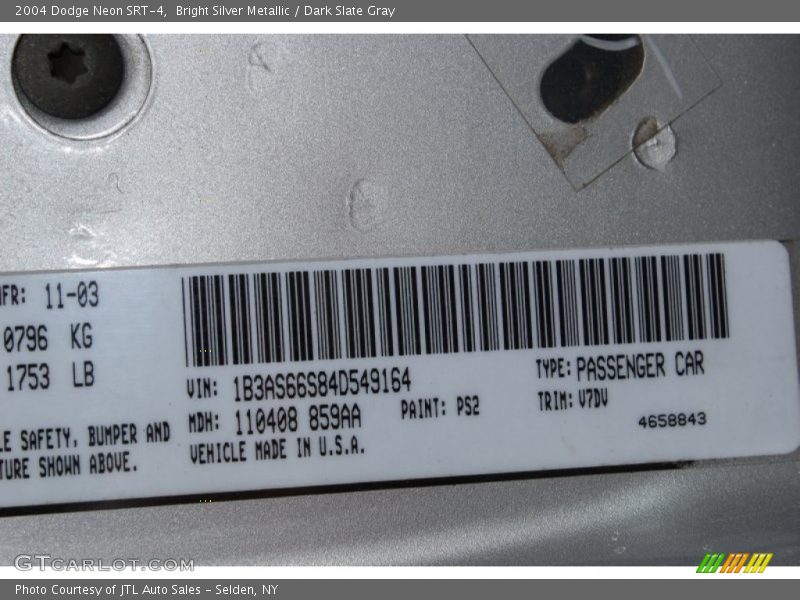 2004 Dodge Neon SRT-4, Bright Silver Metallic / Dark Slate Gray
MFR: 11-03
0796 KG
1753 LB
VIN: 1B3AS66S84D549164
TYPE: PASSENGER CAR
MDH: 110408 859AA
PAINT: PS2
TRIM: V7DV
LE SAFETY, BUMPER AND
VEHICLE MADE IN U.S.A.
4658843
TURE SHOWN ABOVE.
GTCARLOT.COM
Photo Courtesy of JTL Auto Sales - Selden, NY